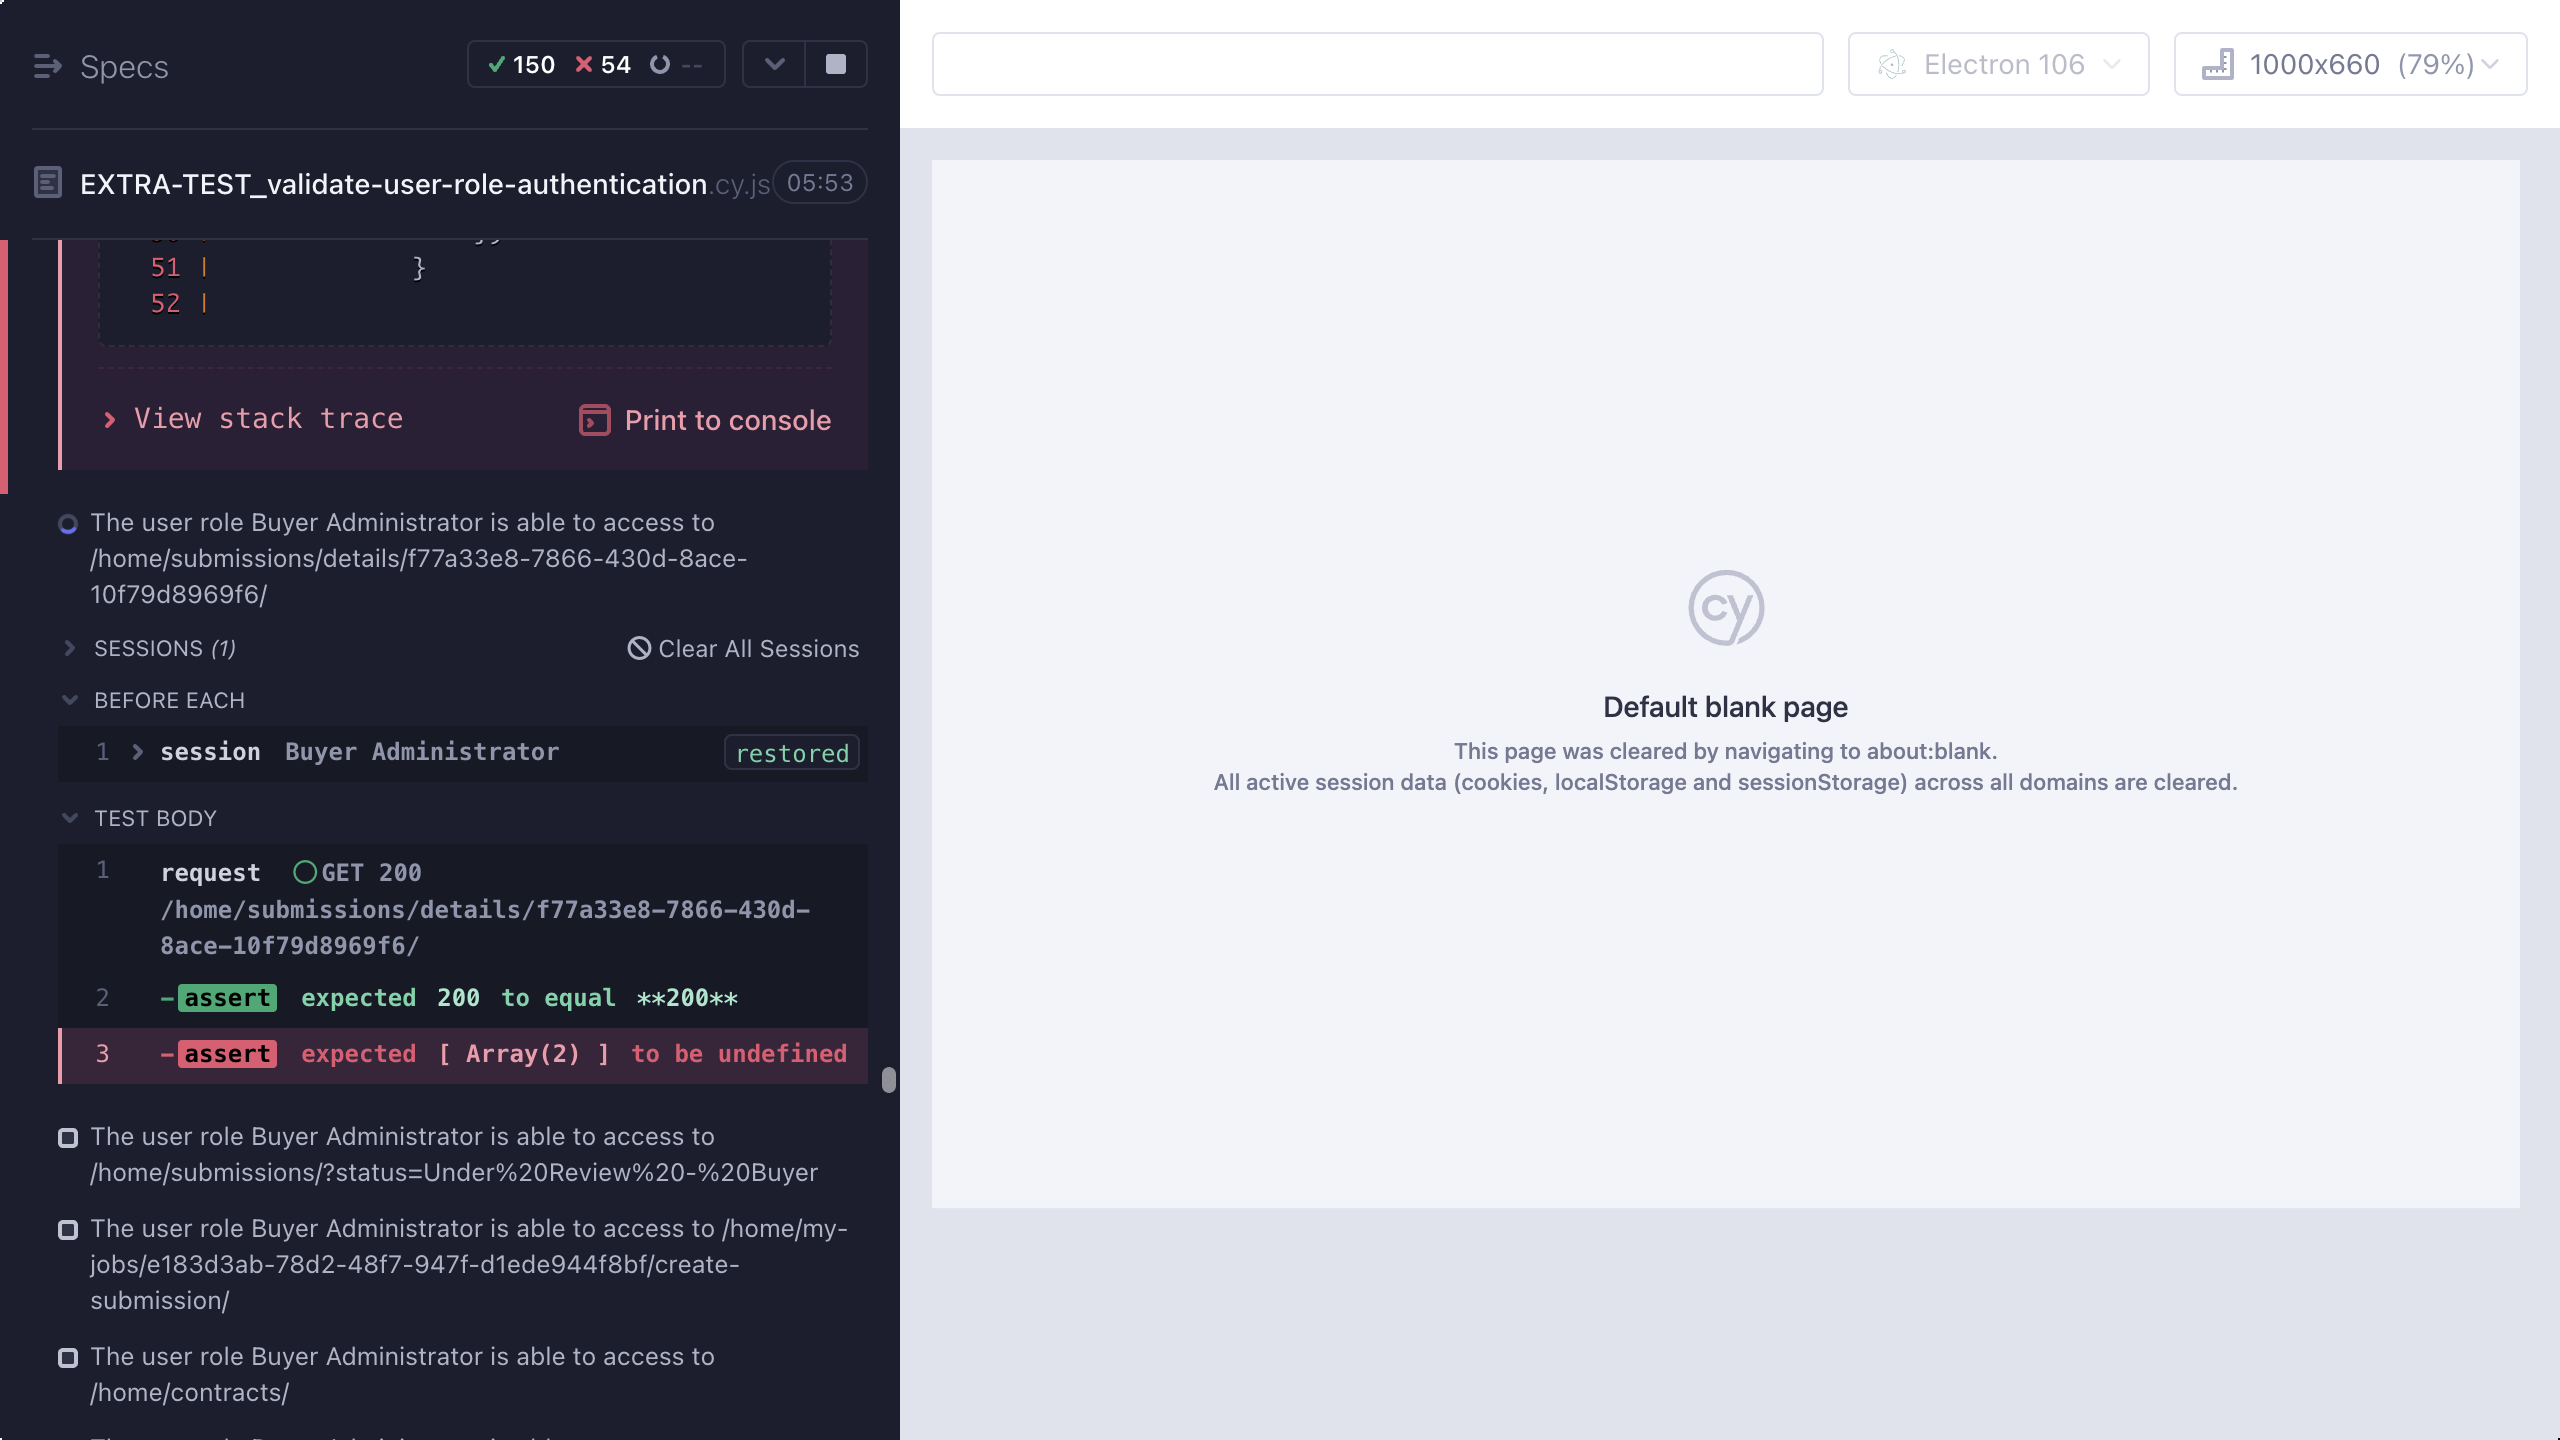 Specs
150 54 --
EXTRA-TEST_validate-user-role-authentication.cy.js 05:53
51 | }
52 |
View stack trace
Print to console
The user role Buyer Administrator is able to access to
/home/submissions/details/f77a33e8-7866-430d-8ace-
10f79d8969f6/
SESSIONS (1)
Clear All Sessions
BEFORE EACH
1 session Buyer Administrator restored
TEST BODY
1 request GET 200
/home/submissions/details/f77a33e8-7866-430d-
8ace-10f79d8969f6/
2 -assert expected 200 to equal **200**
3 -assert expected [ Array(2) ] to be undefined
The user role Buyer Administrator is able to access to
/home/submissions/?status=Under%20Review%20-%20Buyer
The user role Buyer Administrator is able to access to /home/my-
jobs/e183d3ab-78d2-48f7-947f-d1ede944f8bf/create-
submission/
The user role Buyer Administrator is able to access to
/home/contracts/
Electron 106
1000x660 (79%)
cy
Default blank page
This page was cleared by navigating to about:blank.
All active session data (cookies, localStorage and sessionStorage) across all domains are cleared.